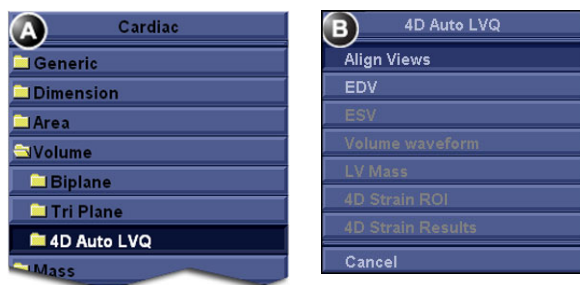 A Cardiac
Generic
Dimension
Area
Volume
Biplane
Tri Plane
4D Auto LVQ
Mass
B 4D Auto LVQ
Align Views
EDV
ESV
Volume waveform
LV Mass
4D Strain ROI
4D Strain Results
Cancel